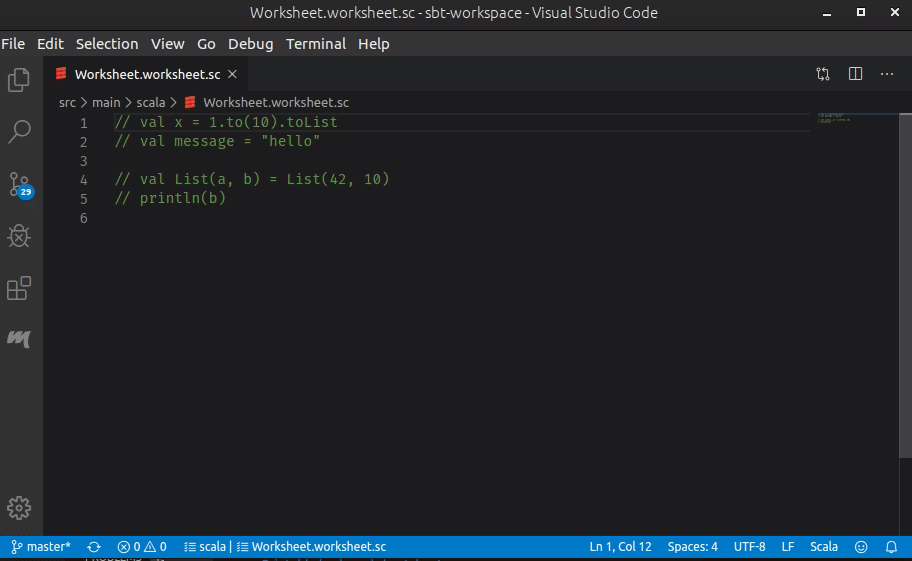 Worksheet.worksheet.sc - sbt-workspace - Visual Studio Code
File Edit Selection View Go Debug Terminal Help
Worksheet.worksheet.sc
src > main > scala > Worksheet.worksheet.sc
1 // val x = 1.to(10).toList
2 // val message = "hello"
3
4 // val List(a, b) = List(42, 10)
5 // println(b)
6
29
master* 0 0 scala | Worksheet.worksheet.sc Ln 1, Col 12 Spaces: 4 UTF-8 LF Scala
PROBLEMS